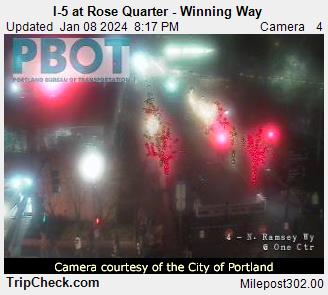 I-5 at Rose Quarter - Winning Way
Updated Jan 08 2024 8:17 PM Camera 4
PBOT
PORTLAND BUREAU OF TRANSPORTATION
4 - N. Ramsey Wy
@ One Ctr
Camera courtesy of the City of Portland
TripCheck.com Milepost302.00